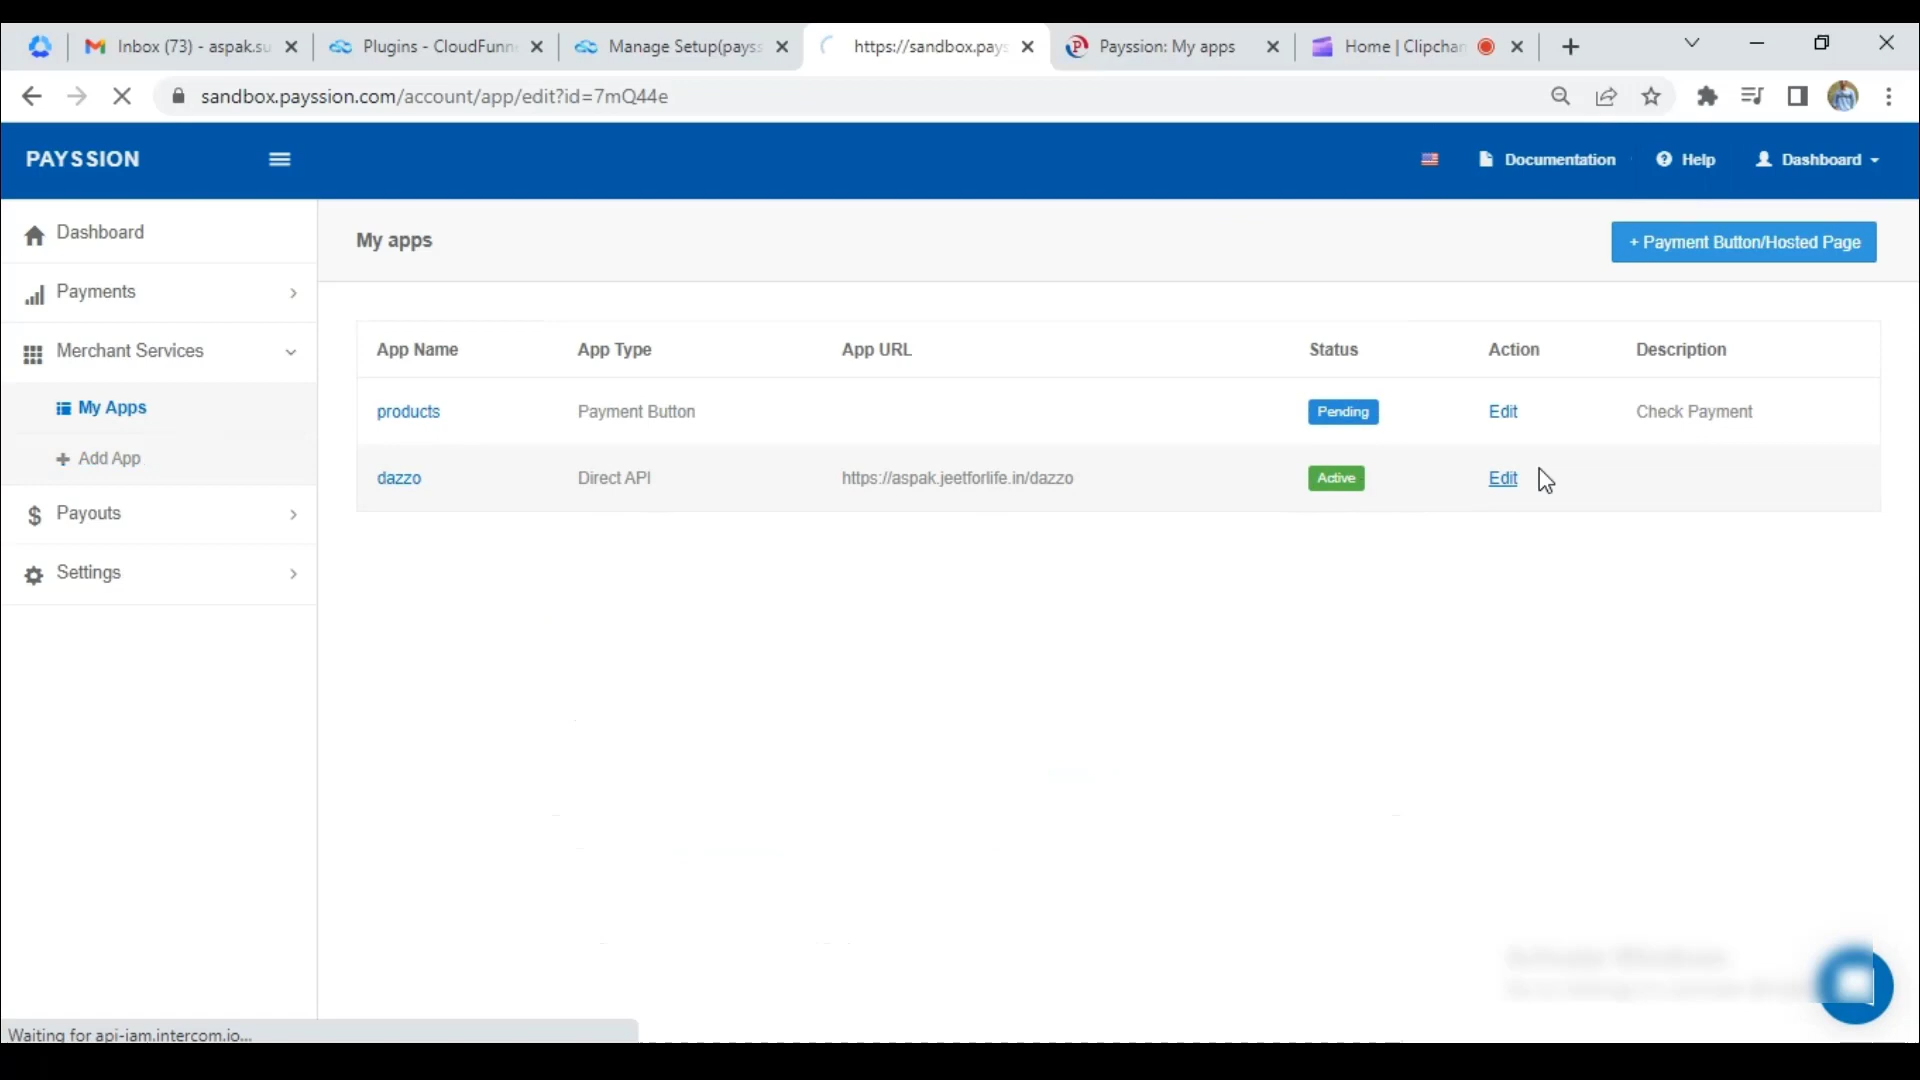 Inbox (73) - aspak.su
Plugins - CloudFunn
Manage Setup(payss
https://sandbox.pays
Payssion: My apps
Home | Clipchan
sandbox.payssion.com/account/app/edit?id=7mQ44e
PAYSSION
Documentation
Help
Dashboard
Dashboard
Payments
Merchant Services
My Apps
Add App
Payouts
Settings
My apps
+ Payment Button/Hosted Page
App Name App Type App URL Status Action Description
products Payment Button Pending Edit Check Payment
dazzo Direct API https://aspak.jeetforlife.in/dazzo Active Edit
Waiting for api-iam.intercom.io...